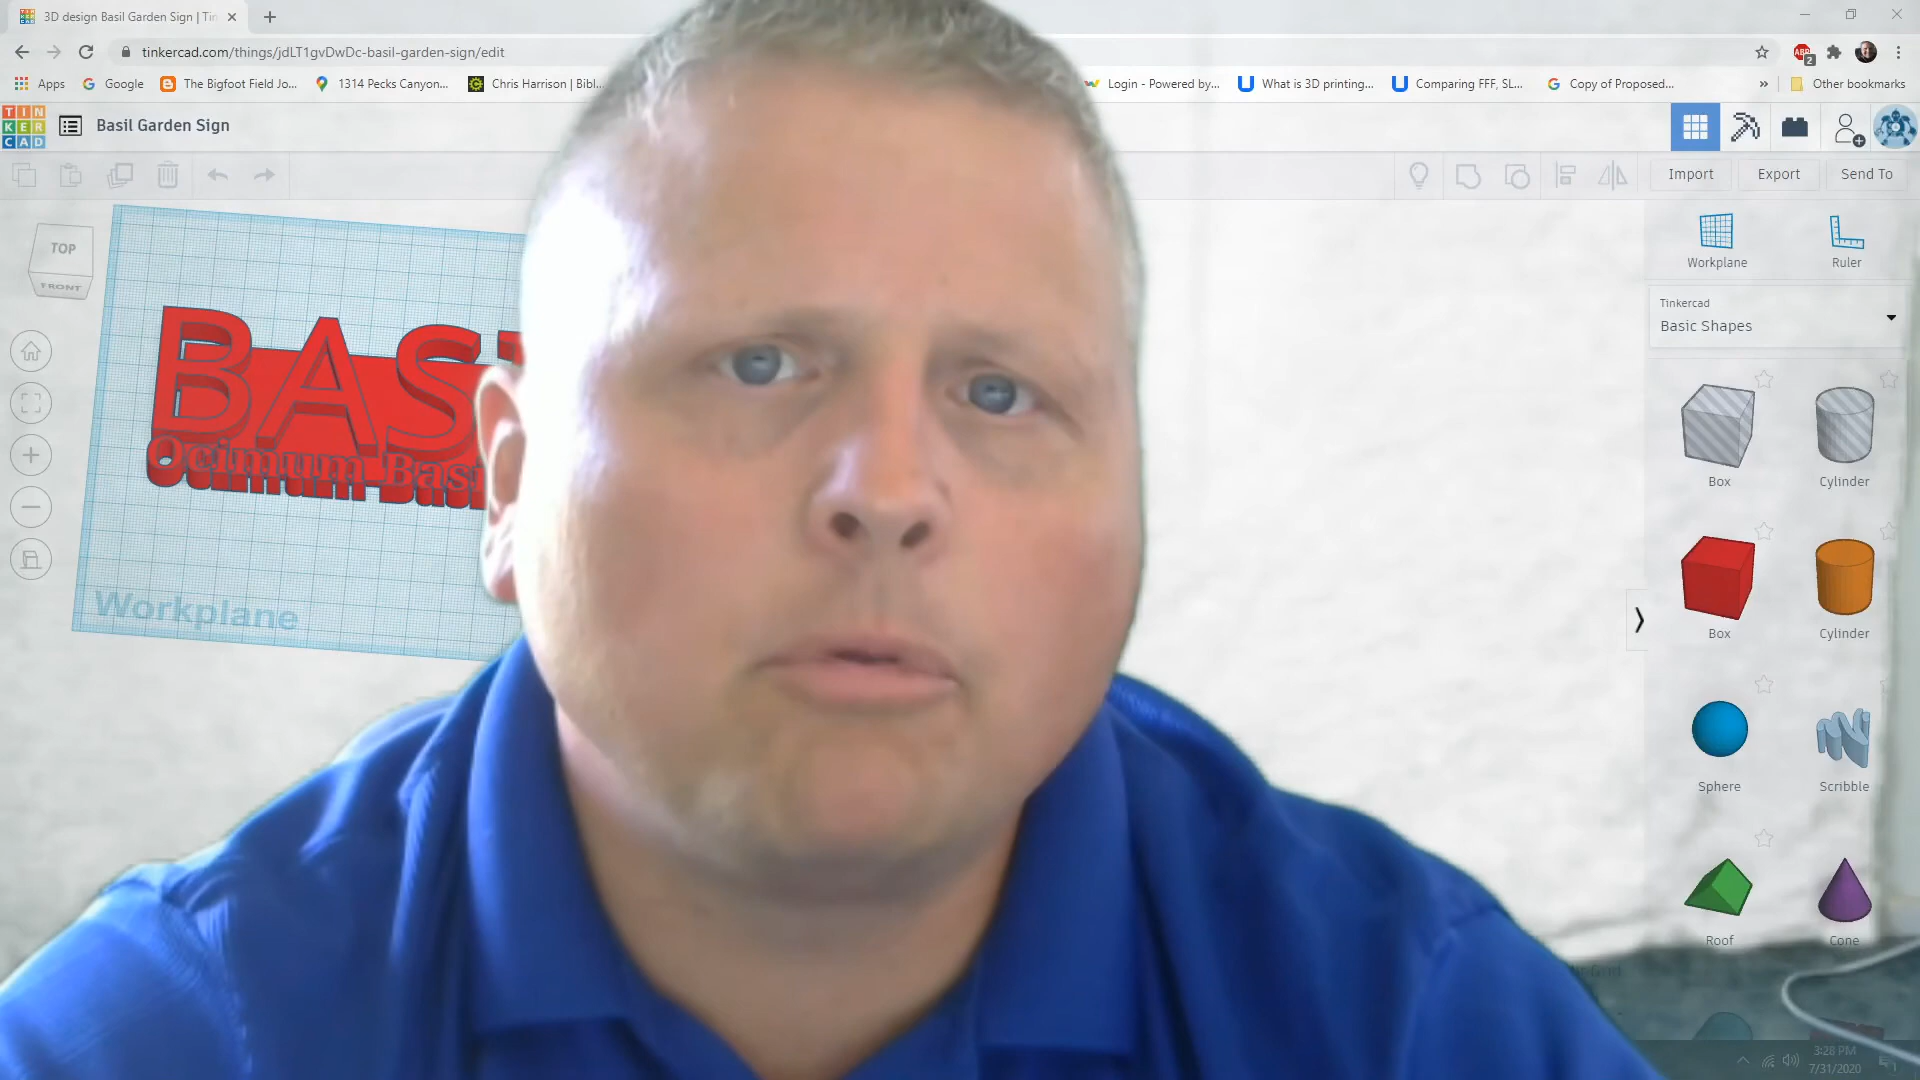 3D design Basil Garden Sign | Tin
tinkercad.com/things/jdLT1gvDwDc-basil-garden-sign/edit
ABP
2
Apps
Google
The Bigfoot Field Jo...
1314 Pecks Canyon...
Chris Harrison | Bibl...
Login - Powered by...
What is 3D printing...
Comparing FFF, SL...
Copy of Proposed...
»
Other bookmarks
TIN
KER
CAD
Basil Garden Sign
Import
Export
Send To
TOP
FRONT
Workplane
Ruler
Tinkercad
Basic Shapes
BAS
Ocimum Basi
Workplane
Box
Cylinder
Box
Cylinder
Sphere
Scribble
Roof
Cone
3:28 PM
7/31/2020